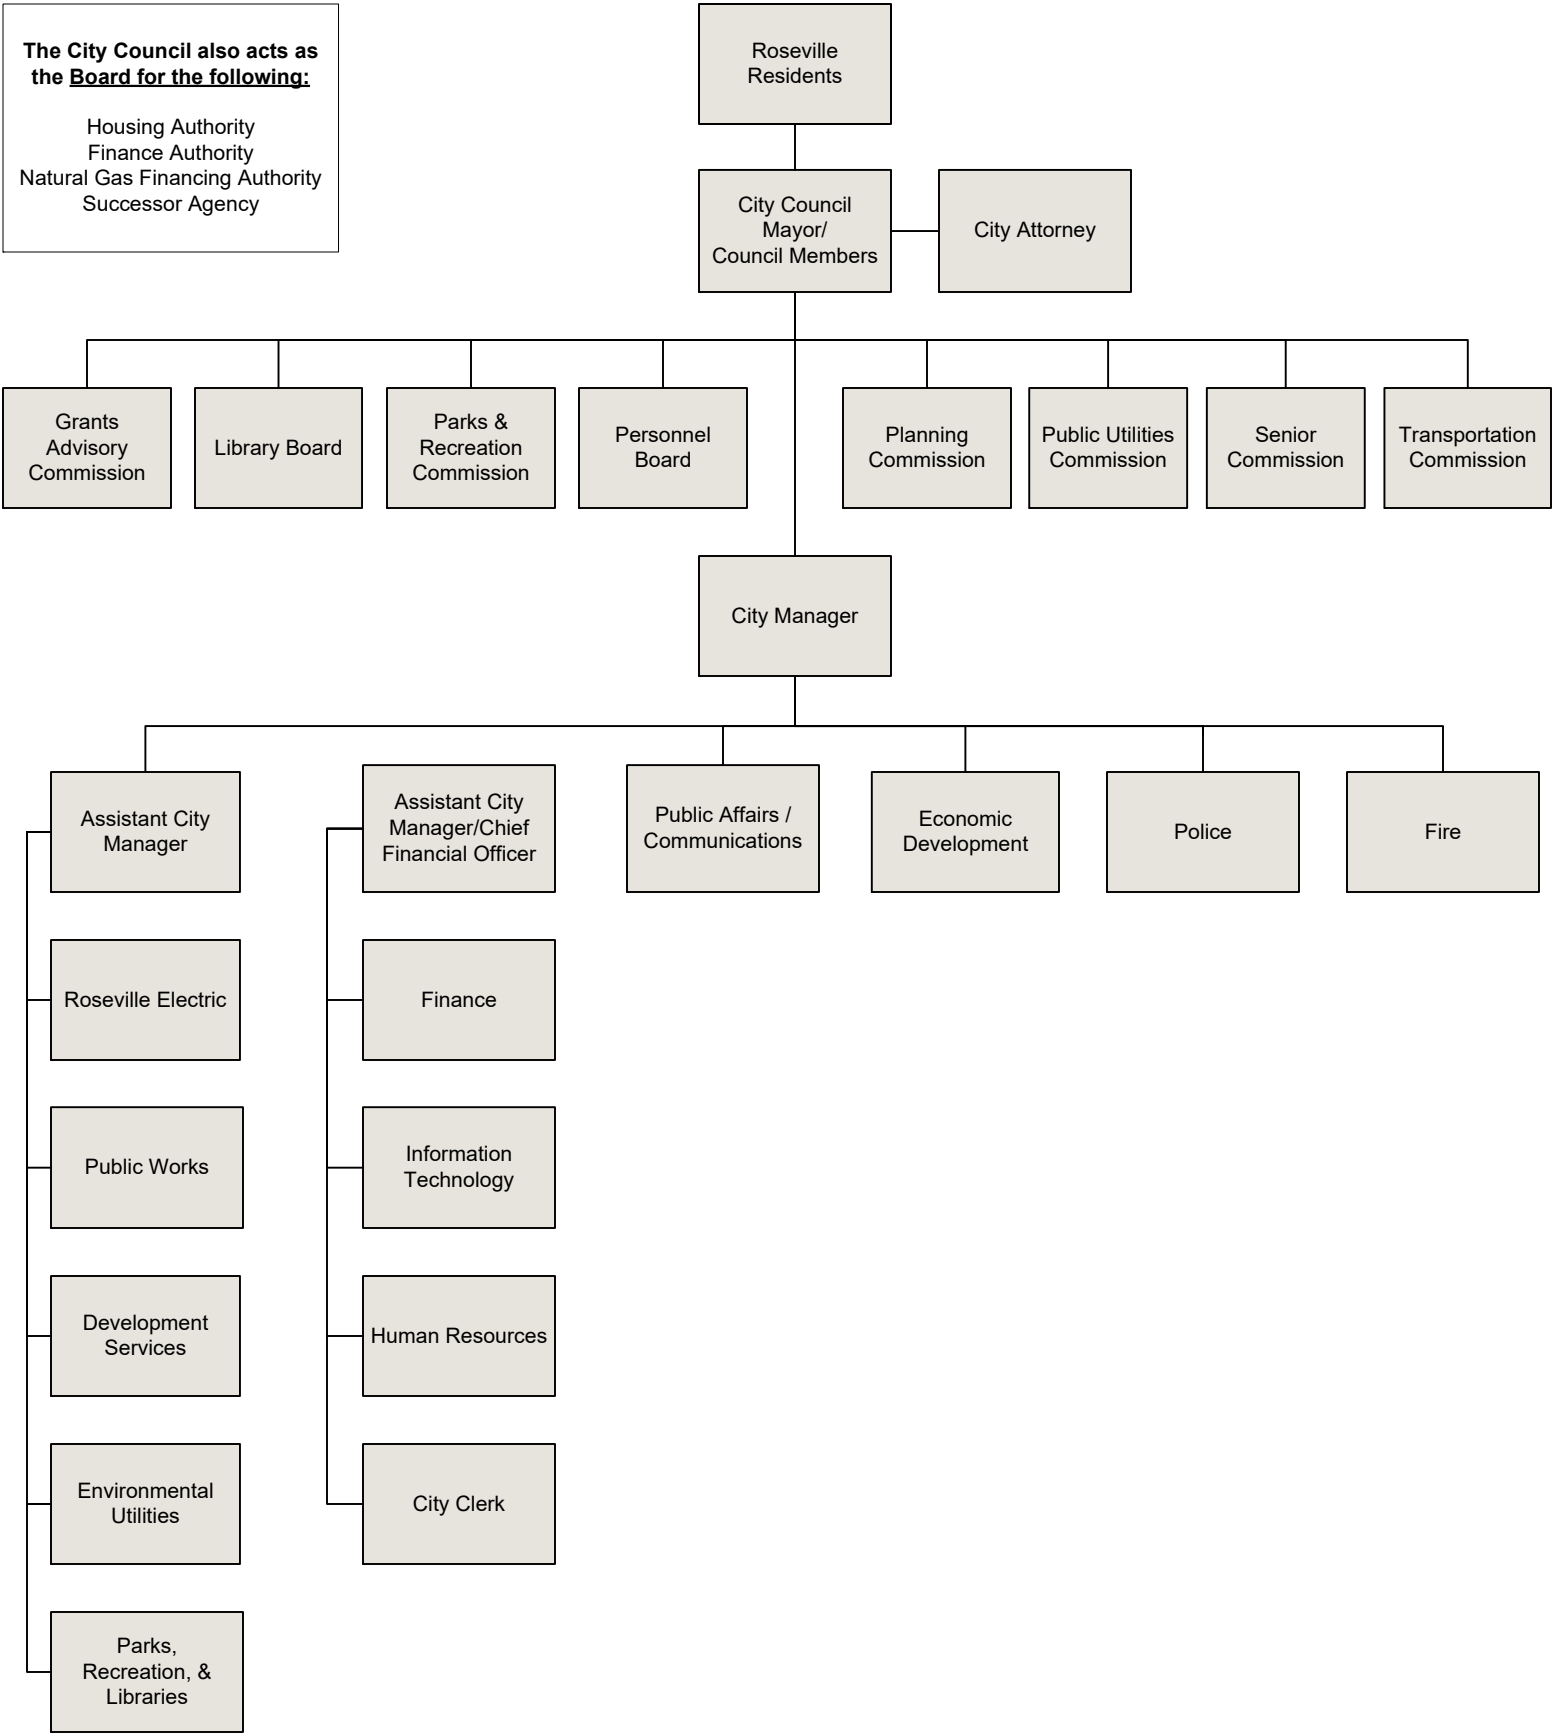 The City Council also acts as
the Board for the following:
Housing Authority
Finance Authority
Natural Gas Financing Authority
Successor Agency
Roseville
Residents
City Council
Mayor/
Council Members
City Attorney
Grants
Advisory
Commission
Library Board
Parks &
Recreation
Commission
Personnel
Board
Planning
Commission
Public Utilities
Commission
Senior
Commission
Transportation
Commission
City Manager
Assistant City
Manager
Assistant City
Manager/Chief
Financial Officer
Public Affairs /
Communications
Economic
Development
Police
Fire
Roseville Electric
Finance
Public Works
Information
Technology
Development
Services
Human Resources
Environmental
Utilities
City Clerk
Parks,
Recreation, &
Libraries